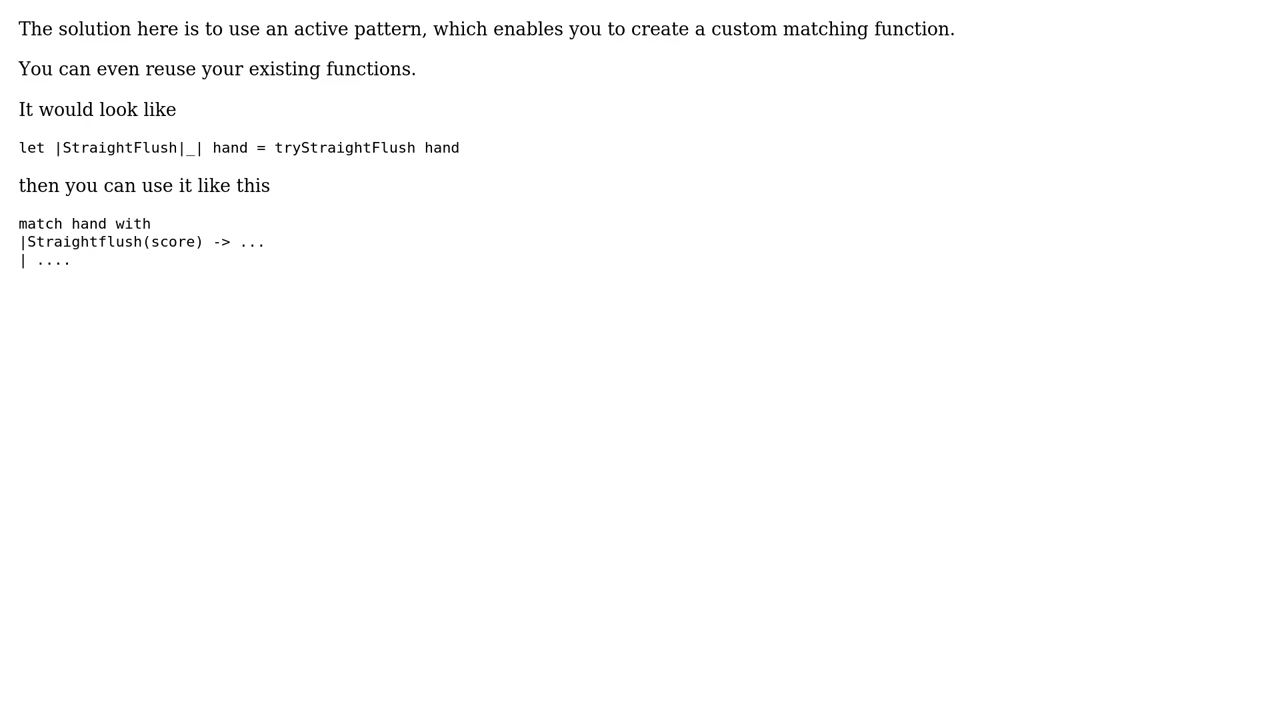 The solution here is to use an active pattern, which enables you to create a custom matching function.
You can even reuse your existing functions.
It would look like
let |StraightFlush|_| hand = tryStraightFlush hand
then you can use it like this
match hand with
|Straightflush(score) -> ...
| ....